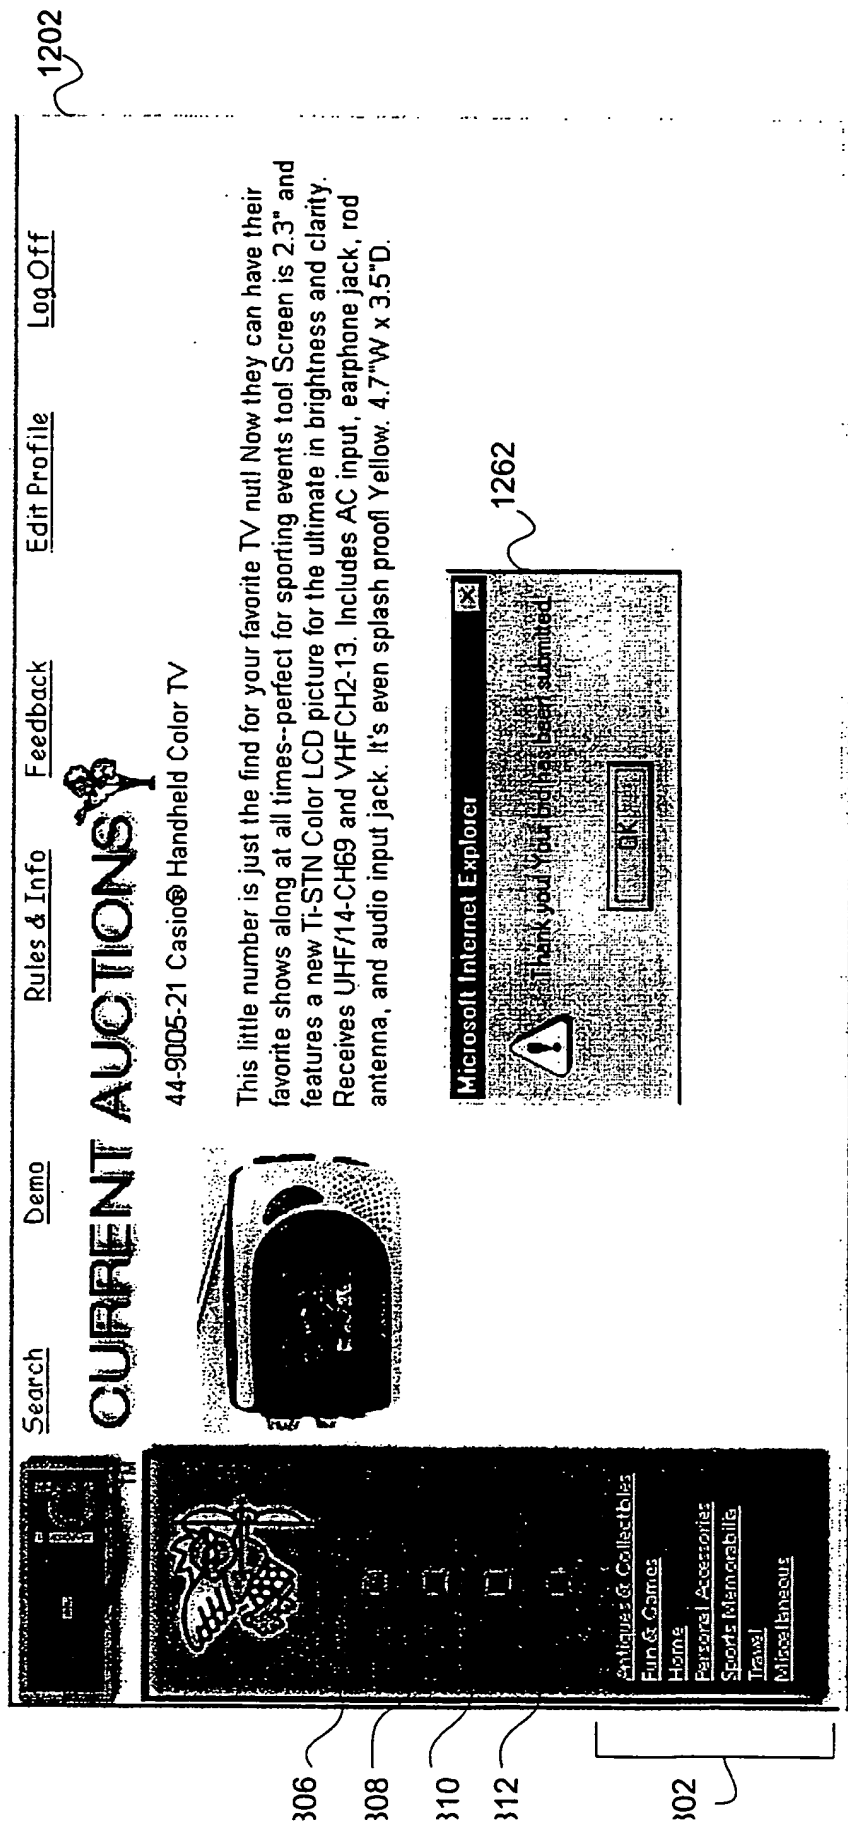 1202
Search Demo Rules & Info Feedback Edit Profile Log Off
CURRENT AUCTIONS
TM
44-9005-21 Casio® Handheld Color TV
This little number is just the find for your favorite TV nut! Now they can have their
favorite shows along at all times--perfect for sporting events too! Screen is 2.3" and
features a new Ti-STN Color LCD picture for the ultimate in brightness and clarity.
Receives UHF/14-CH69 and VHFCH2-13. Includes AC input, earphone jack, rod
antenna, and audio input jack. It's even splash proof! Yellow. 4.7"W x 3.5"D.
Microsoft Internet Explorer
Thank you! Your bid has been submitted.
OK
1262
306
308
310
312
Antiques & Collectibles
Fun & Games
Home
Personal Accessories
Sports Memorabilia
Travel
Miscellaneous
302